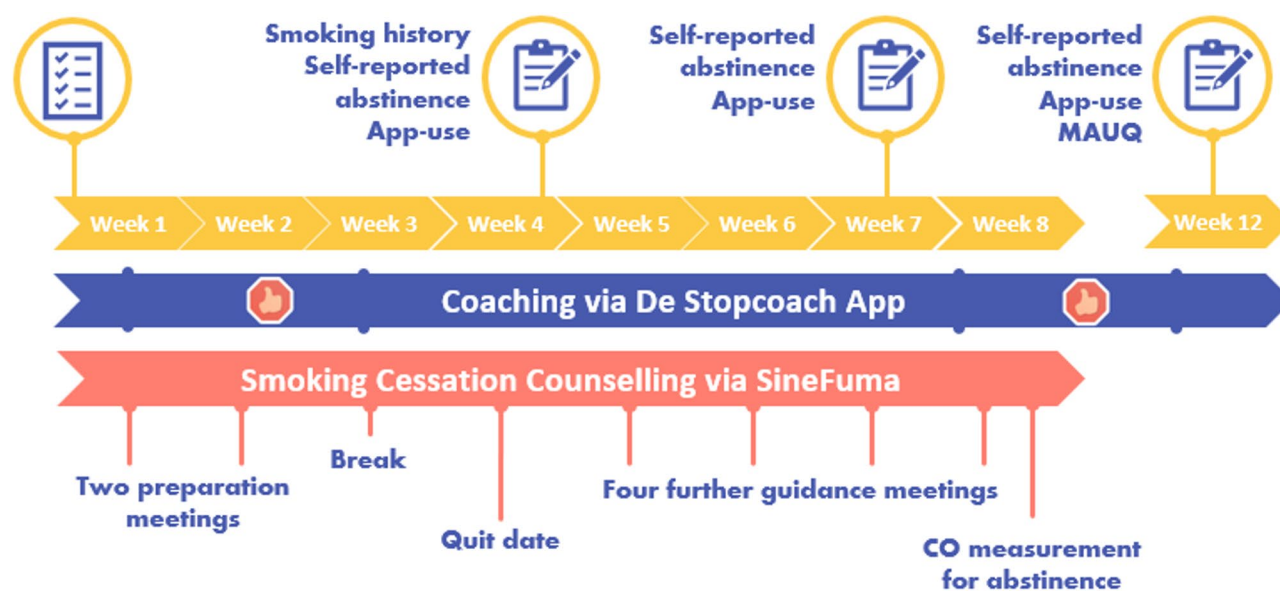 Smoking history
Self-reported
abstinence
App-use
Self-reported
abstinence
App-use
Self-reported
abstinence
App-use
MAUQ
Week 1
Week 2
Week 3
Week 4
Week 5
Week 6
Week 7
Week 8
Week 12
Coaching via De Stopcoach App
Smoking Cessation Counselling via SineFuma
Two preparation
meetings
Break
Quit date
Four further guidance meetings
CO measurement
for abstinence